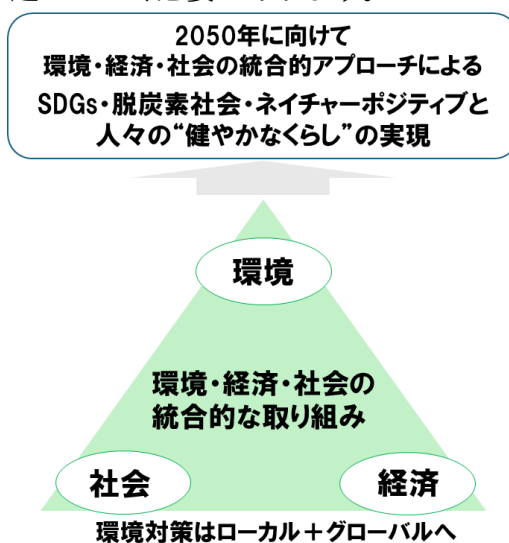 2050年に向けて
環境・経済・社会の統合的アプローチによる
SDGs・脱炭素社会・ネイチャーポジティブと
人々の“健やかなくらし”の実現
環境
環境・経済・社会の
統合的な取り組み
社会
経済
環境対策はローカル＋グローバルへ